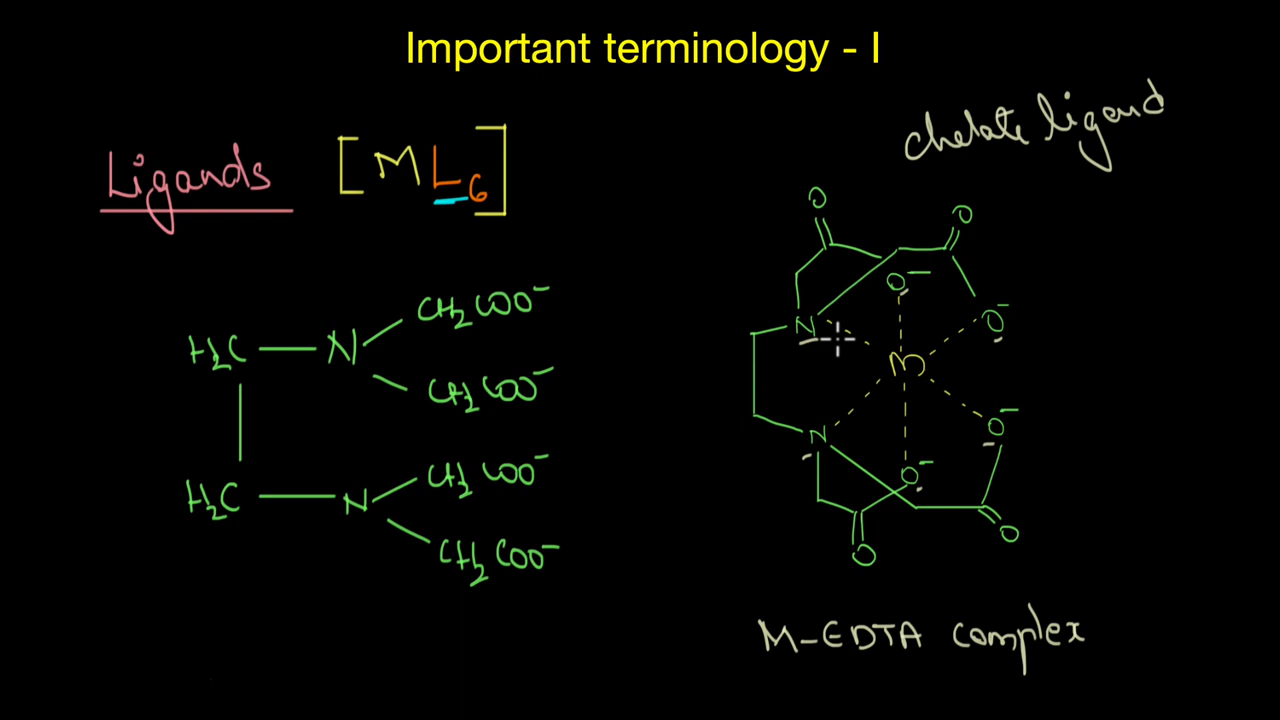 Important terminology - I
chelate ligand
Ligands [ML6]
O O
O⁻
CH2COO⁻ O⁻
H2C N N
M
CH2COO⁻
O⁻
N
CH2COO⁻ O⁻
H2C N
O
CH2COO⁻ O
M-EDTA complex